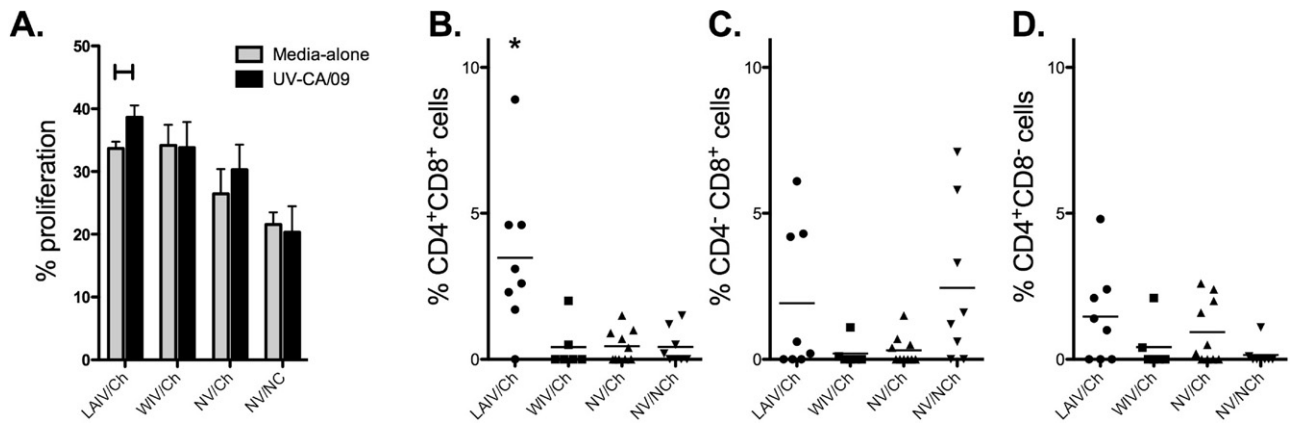 A.
% proliferation
50
40
30
20
10
0
Media-alone
UV-CA/09
LAIV/Ch
WIV/Ch
NV/Ch
NV/NC
B.
% CD4+CD8+ cells
10
5
0
*
LAIV/Ch
WIV/Ch
NV/Ch
NV/NCh
C.
% CD4- CD8+ cells
10
5
0
LAIV/Ch
WIV/Ch
NV/Ch
NV/NCh
D.
% CD4+CD8- cells
10
5
0
LAIV/Ch
WIV/Ch
NV/Ch
NV/NCh